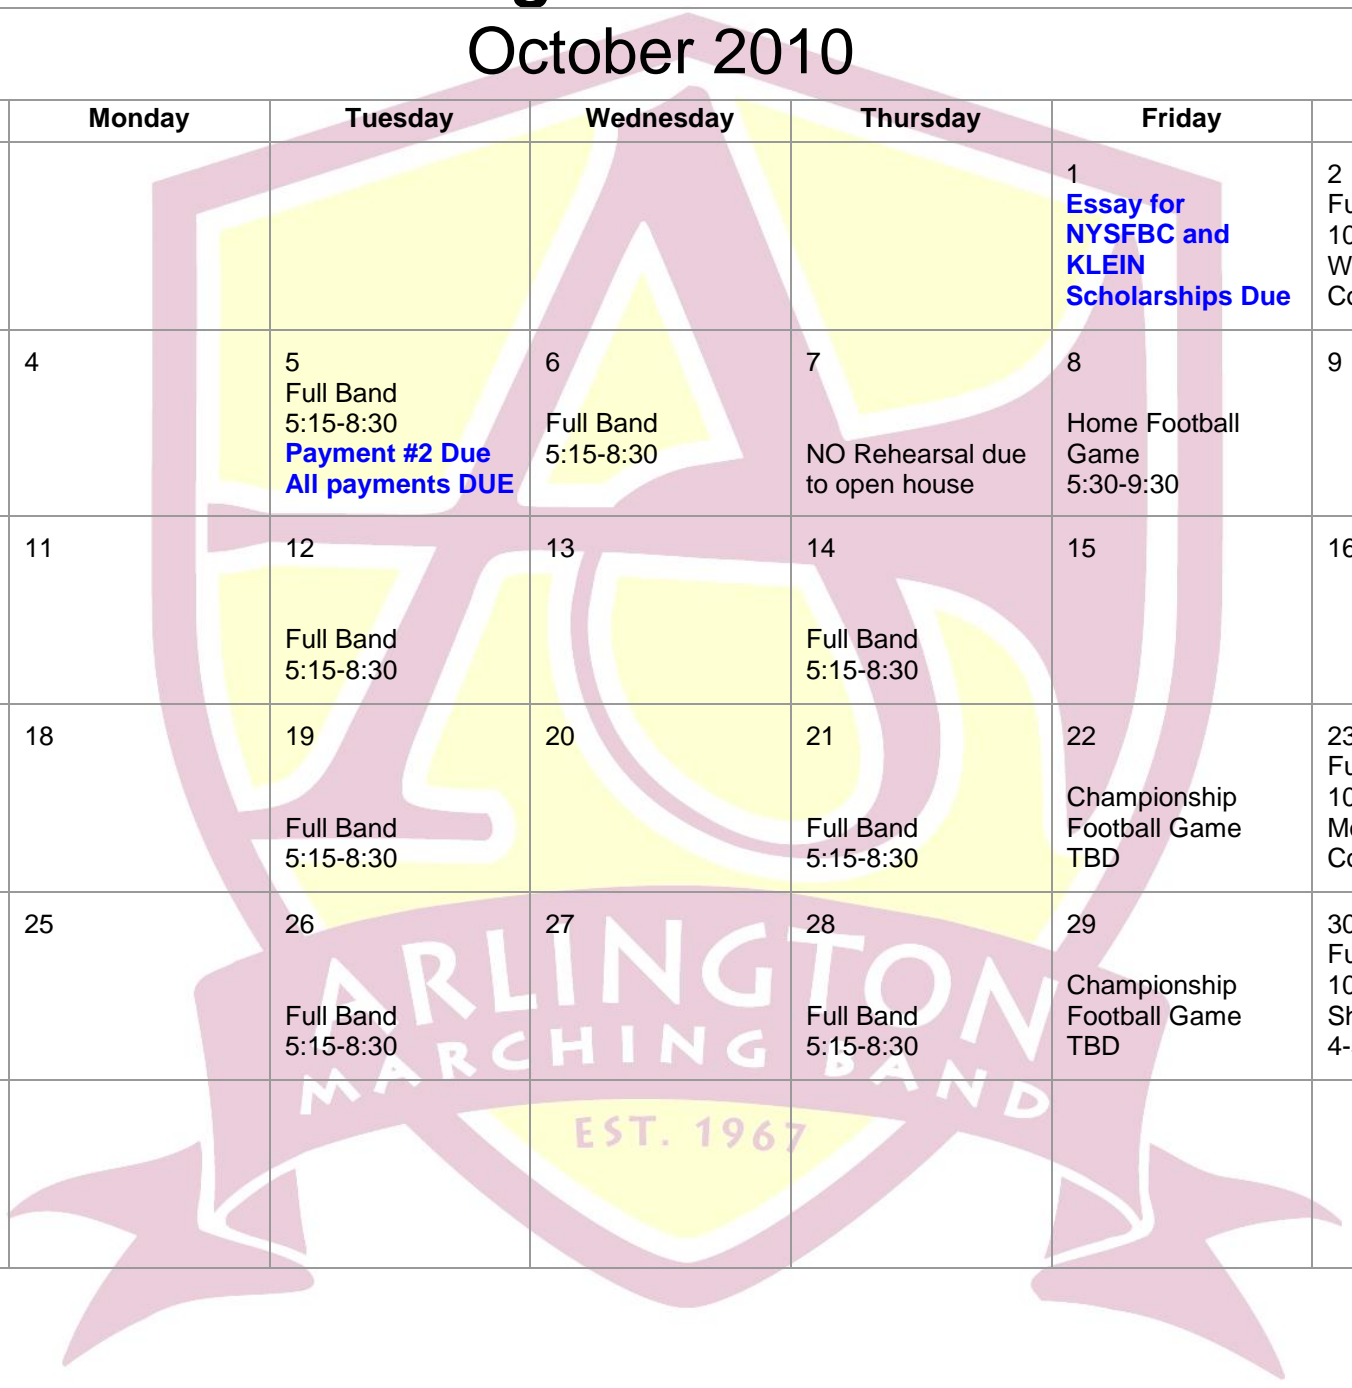 October 2010
Monday Tuesday Wednesday Thursday Friday
1
Essay for
NYSFBC and
KLEIN
Scholarships Due
2
4
5
Full Band
5:15-8:30
Payment #2 Due
All payments DUE
6
Full Band
5:15-8:30
7
NO Rehearsal due
to open house
8
Home Football
Game
5:30-9:30
9
11
12
Full Band
5:15-8:30
13
14
Full Band
5:15-8:30
15
16
18
19
Full Band
5:15-8:30
20
21
Full Band
5:15-8:30
22
Championship
Football Game
TBD
23
25
26
Full Band
5:15-8:30
27
28
Full Band
5:15-8:30
29
Championship
Football Game
TBD
30
ARLINGTON
MARCHING BAND
EST. 1967